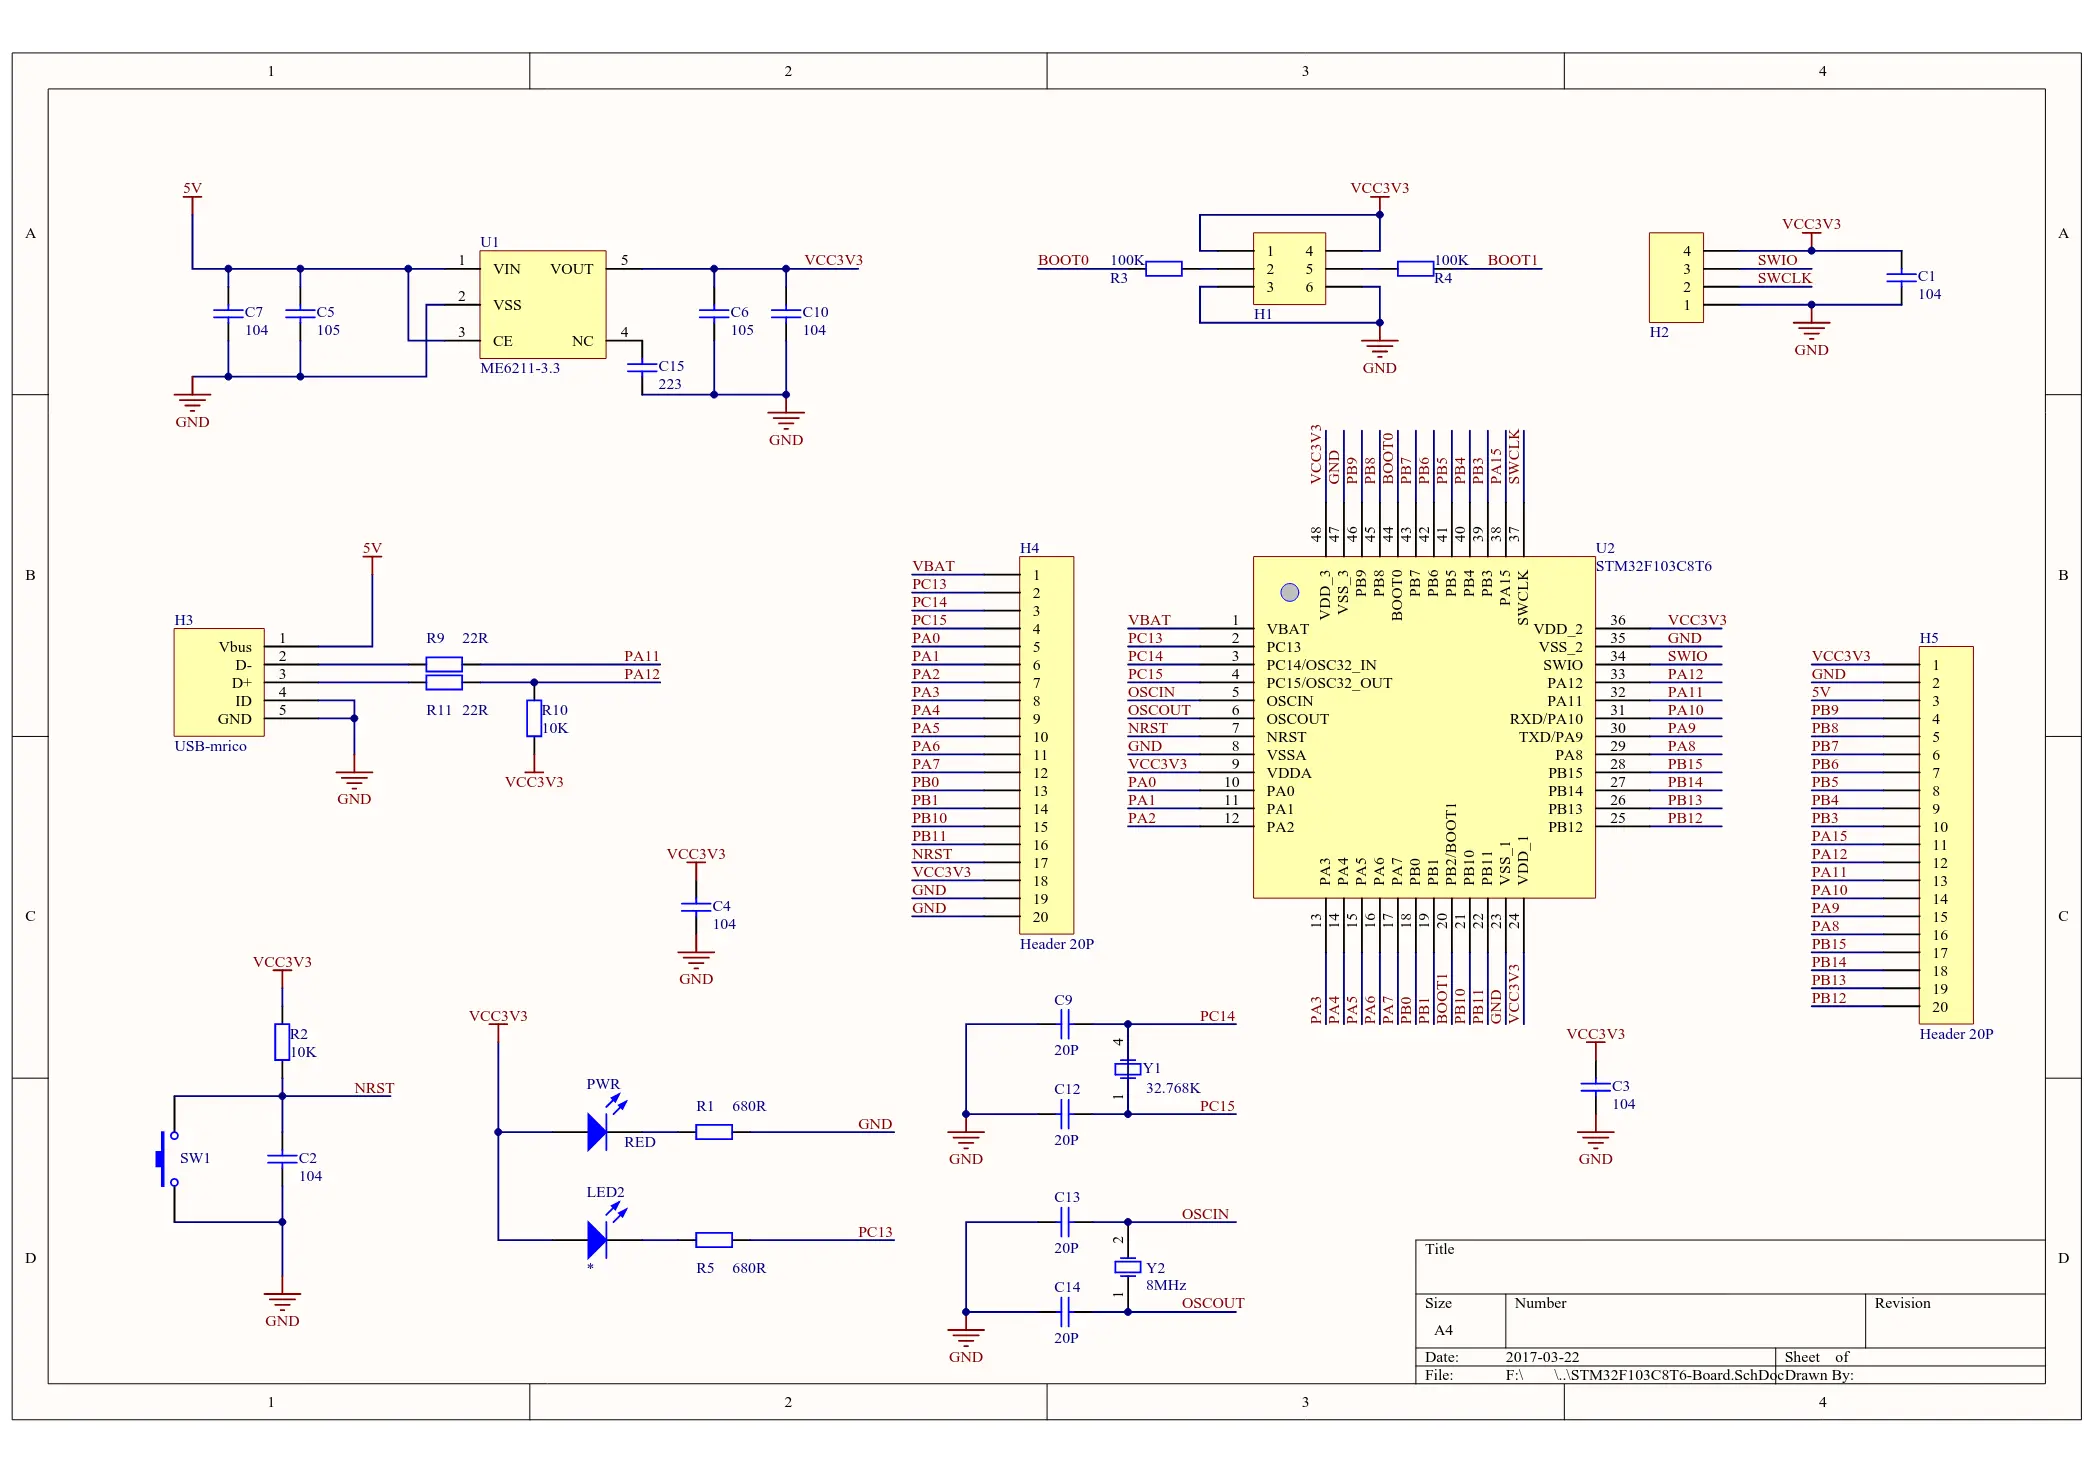 1 2 3 4
A
B
C
D
A
B
C
D
1 2 3 4
5V
U1
1 VIN VOUT 5
2 VSS
3 CE NC 4
ME6211-3.3
VCC3V3
C7
104
C5
105
C6
105
C10
104
C15
223
GND
GND
VCC3V3
BOOT0 100K
R3
1 4
2 5
3 6
H1
100K BOOT1
R4
GND
VCC3V3
4
3 SWIO
2 SWCLK
1
H2
C1
104
GND
5V
H3
Vbus 1
D- 2
D+ 3
ID 4
GND 5
USB-mrico
R9 22R
PA11
PA12
R11 22R
R10
10K
VCC3V3
GND
H4
VBAT 1
PC13 2
PC14 3
PC15 4
PA0 5
PA1 6
PA2 7
PA3 8
PA4 9
PA5 10
PA6 11
PA7 12
PB0 13
PB1 14
PB10 15
PB11 16
NRST 17
VCC3V3 18
GND 19
GND 20
Header 20P
U2
STM32F103C8T6
VCC3V3 48 VDD_3
GND 47 VSS_3
PB9 46 PB9
PB8 45 PB8
BOOT0 44 BOOT0
PB7 43 PB7
PB6 42 PB6
PB5 41 PB5
PB4 40 PB4
PB3 39 PB3
PA15 38 PA15
SWCLK 37 SWCLK
VBAT 1 VBAT
PC13 2 PC13
PC14 3 PC14/OSC32_IN
PC15 4 PC15/OSC32_OUT
OSCIN 5 OSCIN
OSCOUT 6 OSCOUT
NRST 7 NRST
GND 8 VSSA
VCC3V3 9 VDDA
PA0 10 PA0
PA1 11 PA1
PA2 12 PA2
VDD_2 36 VCC3V3
VSS_2 35 GND
SWIO 34 SWIO
PA12 33 PA12
PA11 32 PA11
RXD/PA10 31 PA10
TXD/PA9 30 PA9
PA8 29 PA8
PB15 28 PB15
PB14 27 PB14
PB13 26 PB13
PB12 25 PB12
PA3 13 PA3
PA4 14 PA4
PA5 15 PA5
PA6 16 PA6
PA7 17 PA7
PB0 18 PB0
PB1 19 PB1
PB2/BOOT1 20 BOOT1
PB10 21 PB10
PB11 22 PB11
VSS_1 23 GND
VDD_1 24 VCC3V3
H5
VCC3V3 1
GND 2
5V 3
PB9 4
PB8 5
PB7 6
PB6 7
PB5 8
PB4 9
PB3 10
PA15 11
PA12 12
PA11 13
PA10 14
PA9 15
PA8 16
PB15 17
PB14 18
PB13 19
PB12 20
Header 20P
VCC3V3
C4
104
GND
VCC3V3
R2
10K
NRST
SW1
C2
104
GND
VCC3V3
PWR
RED
R1 680R
GND
LED2
*
R5 680R
PC13
C9
20P
PC14
4
Y1
32.768K
1
C12
20P
PC15
GND
C13
20P
OSCIN
2
Y2
8MHz
1
C14
20P
OSCOUT
GND
VCC3V3
C3
104
GND
Title
Size Number Revision
A4
Date: 2017-03-22 Sheet of
File: F:\ \..\STM32F103C8T6-Board.SchDoc Drawn By: